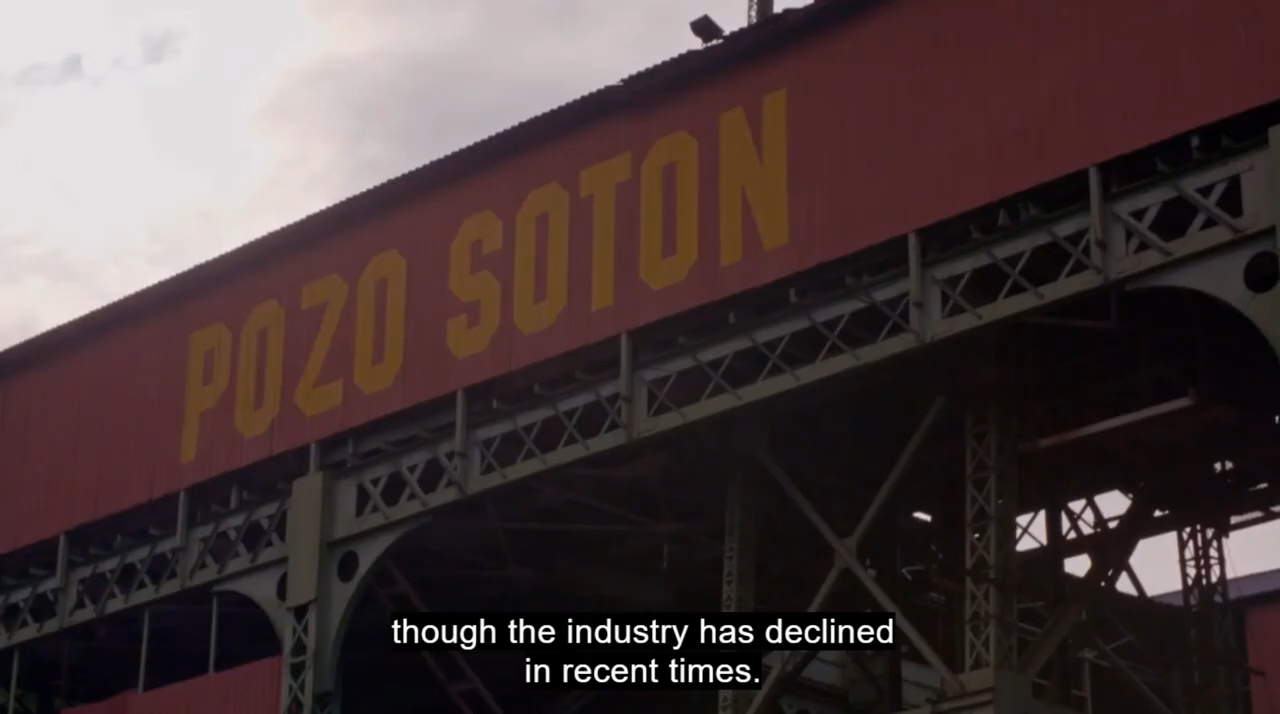 POZO SOTON
though the industry has declined
in recent times.